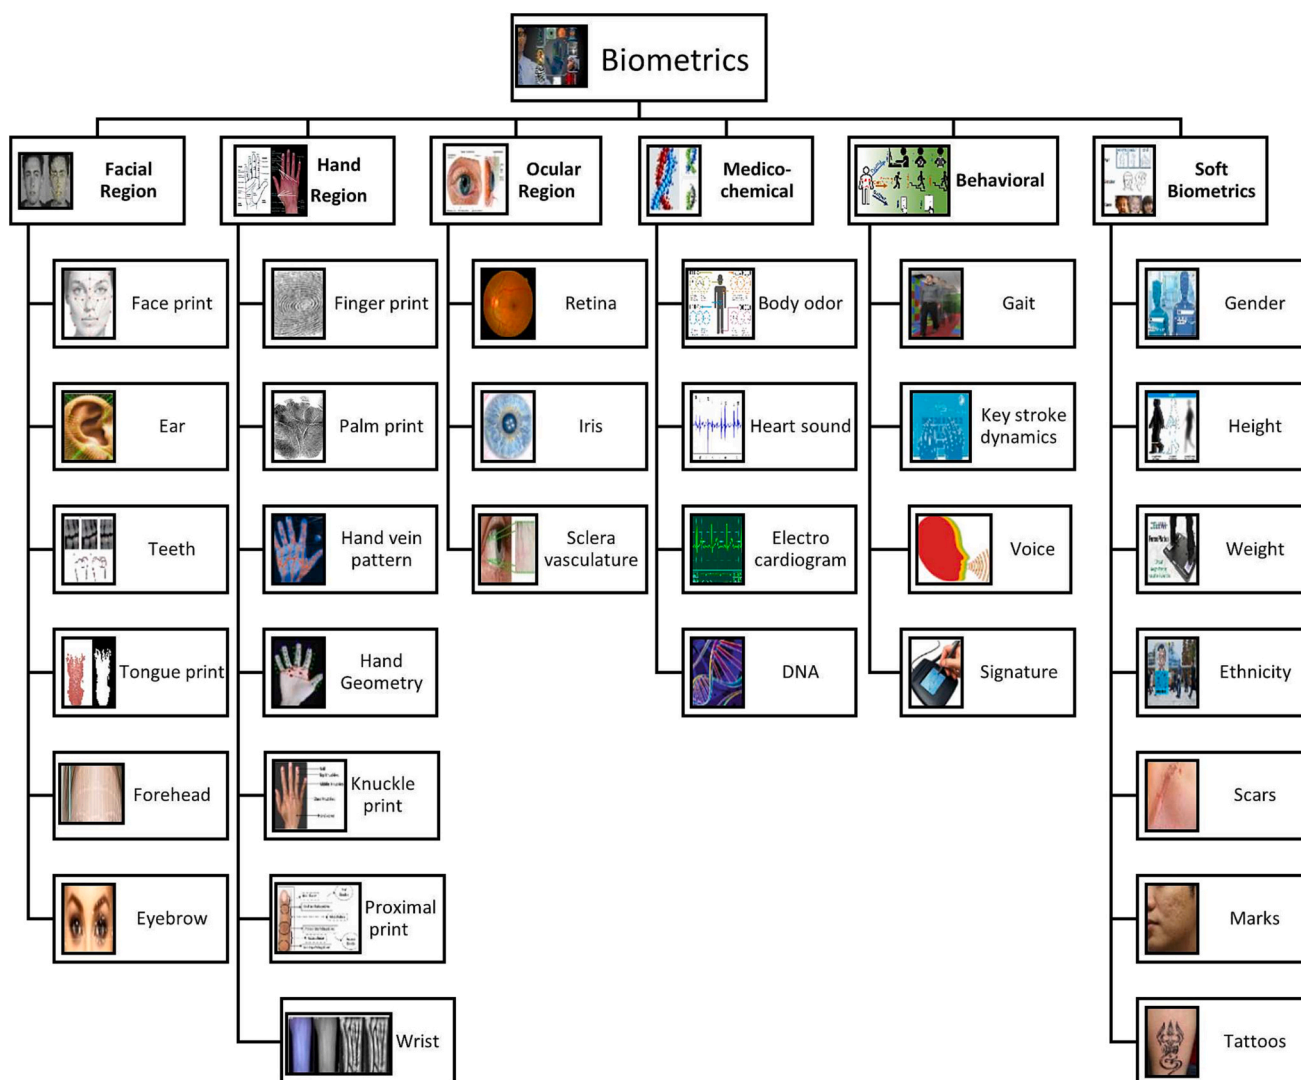 Biometrics
Facial
Region
Hand
Region
Ocular
Region
Medico-
chemical
Behavioral
Soft
Biometrics
Face print
Ear
Teeth
Tongue print
Forehead
Eyebrow
Finger print
Palm print
Hand vein
pattern
Hand
Geometry
Knuckle
print
Proximal
print
Wrist
Retina
Iris
Sclera
vasculature
Body odor
Heart sound
Electro
cardiogram
DNA
Gait
Key stroke
dynamics
Voice
Signature
Gender
Height
Weight
Ethnicity
Scars
Marks
Tattoos